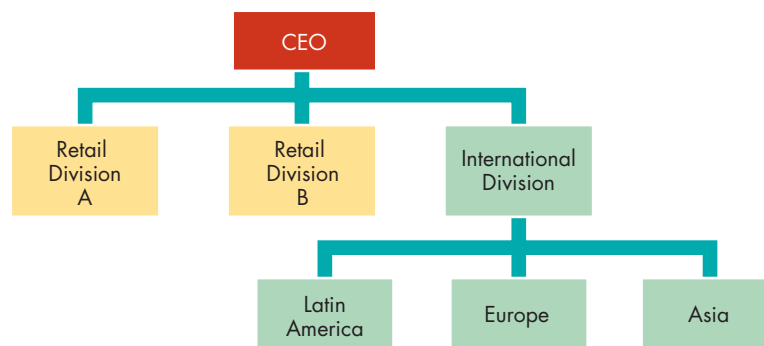 CEO
Retail
Division
A
Retail
Division
B
International
Division
Latin
America
Europe
Asia